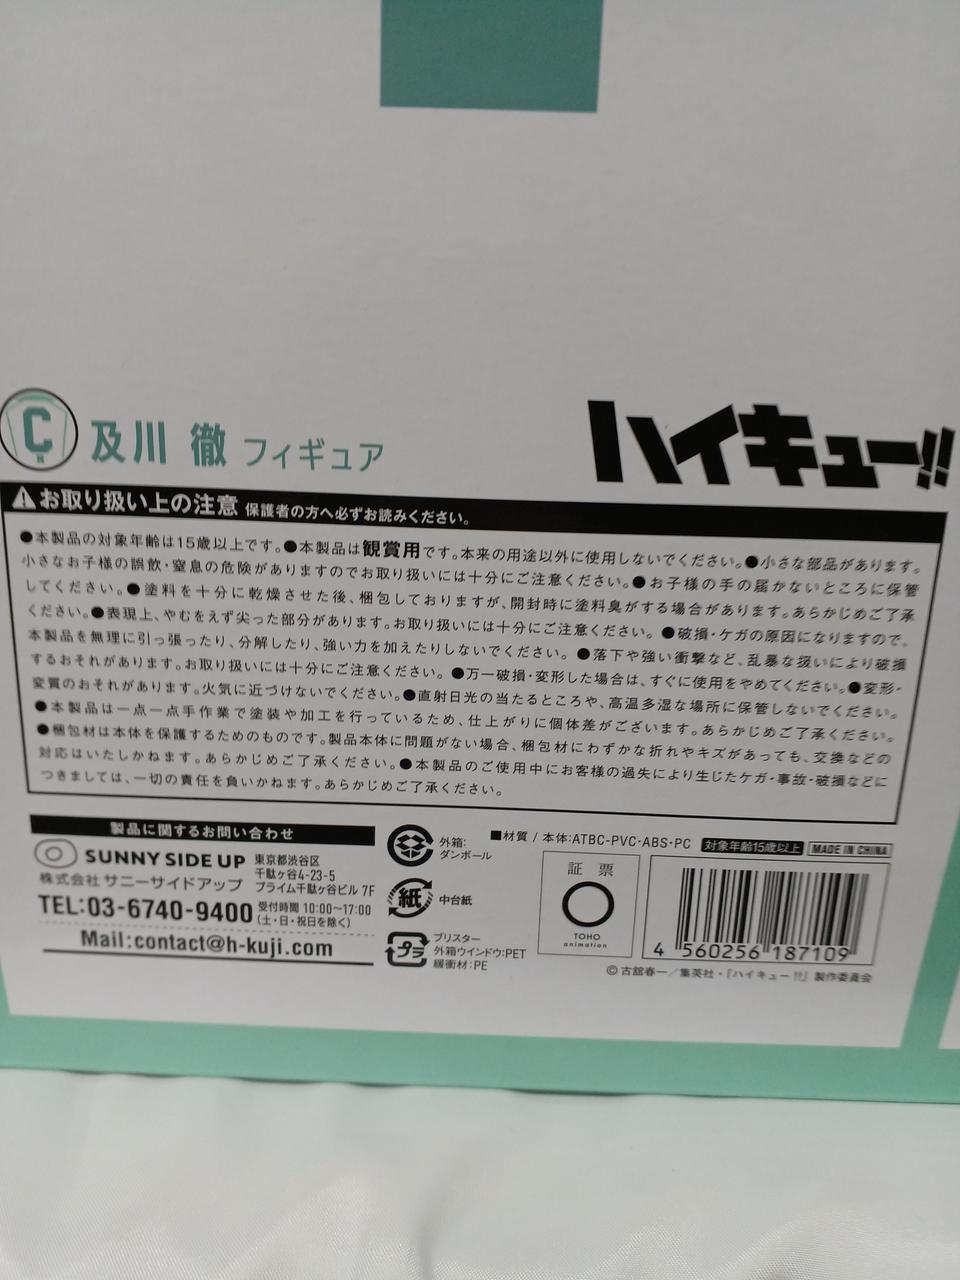 C
及川 徹 フィギュア
ハイキュー!!
お取り扱い上の注意 保護者の方へ必ずお読みください。
●本製品の対象年齢は15歳以上です。●本製品は観賞用です。本来の用途以外に使用しないでください。●小さな部品があります。
小さなお子様の誤飲・窒息の危険がありますのでお取り扱いには十分にご注意ください。●お子様の手の届かないところに保管
してください。●塗料を十分に乾燥させた後、梱包しておりますが、開封時に塗料臭がする場合があります。あらかじめご了承
ください。●表現上、やむをえず尖った部分があります。お取り扱いには十分にご注意ください。●破損・ケガの原因になりますので、
本製品を無理に引っ張ったり、分解したり、強い力を加えたりしないでください。●落下や強い衝撃など、乱暴な扱いにより破損
するおそれがあります。お取り扱いには十分にご注意ください。●万一破損・変形した場合は、すぐに使用をやめてください。●変形・
変質のおそれがあります。火気に近づけないでください。●直射日光の当たるところや、高温多湿な場所に保管しないでください。
●本製品は一点一点手作業で塗装や加工を行っているため、仕上がりに個体差がございます。あらかじめご了承ください。
●梱包材は本体を保護するためのものです。製品本体に問題がない場合、梱包材にわずかな折れやキズがあっても、交換などの
対応はいたしかねます。あらかじめご了承ください。●本製品のご使用中にお客様の過失により生じたケガ・事故・破損などに
つきましては、一切の責任を負いかねます。あらかじめご了承ください。
製品に関するお問い合わせ
SUNNY SIDE UP
株式会社 サニーサイドアップ
東京都渋谷区
千駄ヶ谷4-23-5
プライム千駄ヶ谷ビル 7F
TEL:03-6740-9400
受付時間 10:00〜17:00
(土・日・祝日を除く)
Mail:contact@h-kuji.com
外箱:
ダンボール
紙
中台紙
プラ
ブリスター
外箱ウインドウ:PET
緩衝材:PE
■材質 / 本体:ATBC-PVC・ABS・PC
対象年齢15歳以上
MADE IN CHINA
証 票
TOHO
animation
4 560256 187109
©古舘春一/集英社・「ハイキュー!!」製作委員会